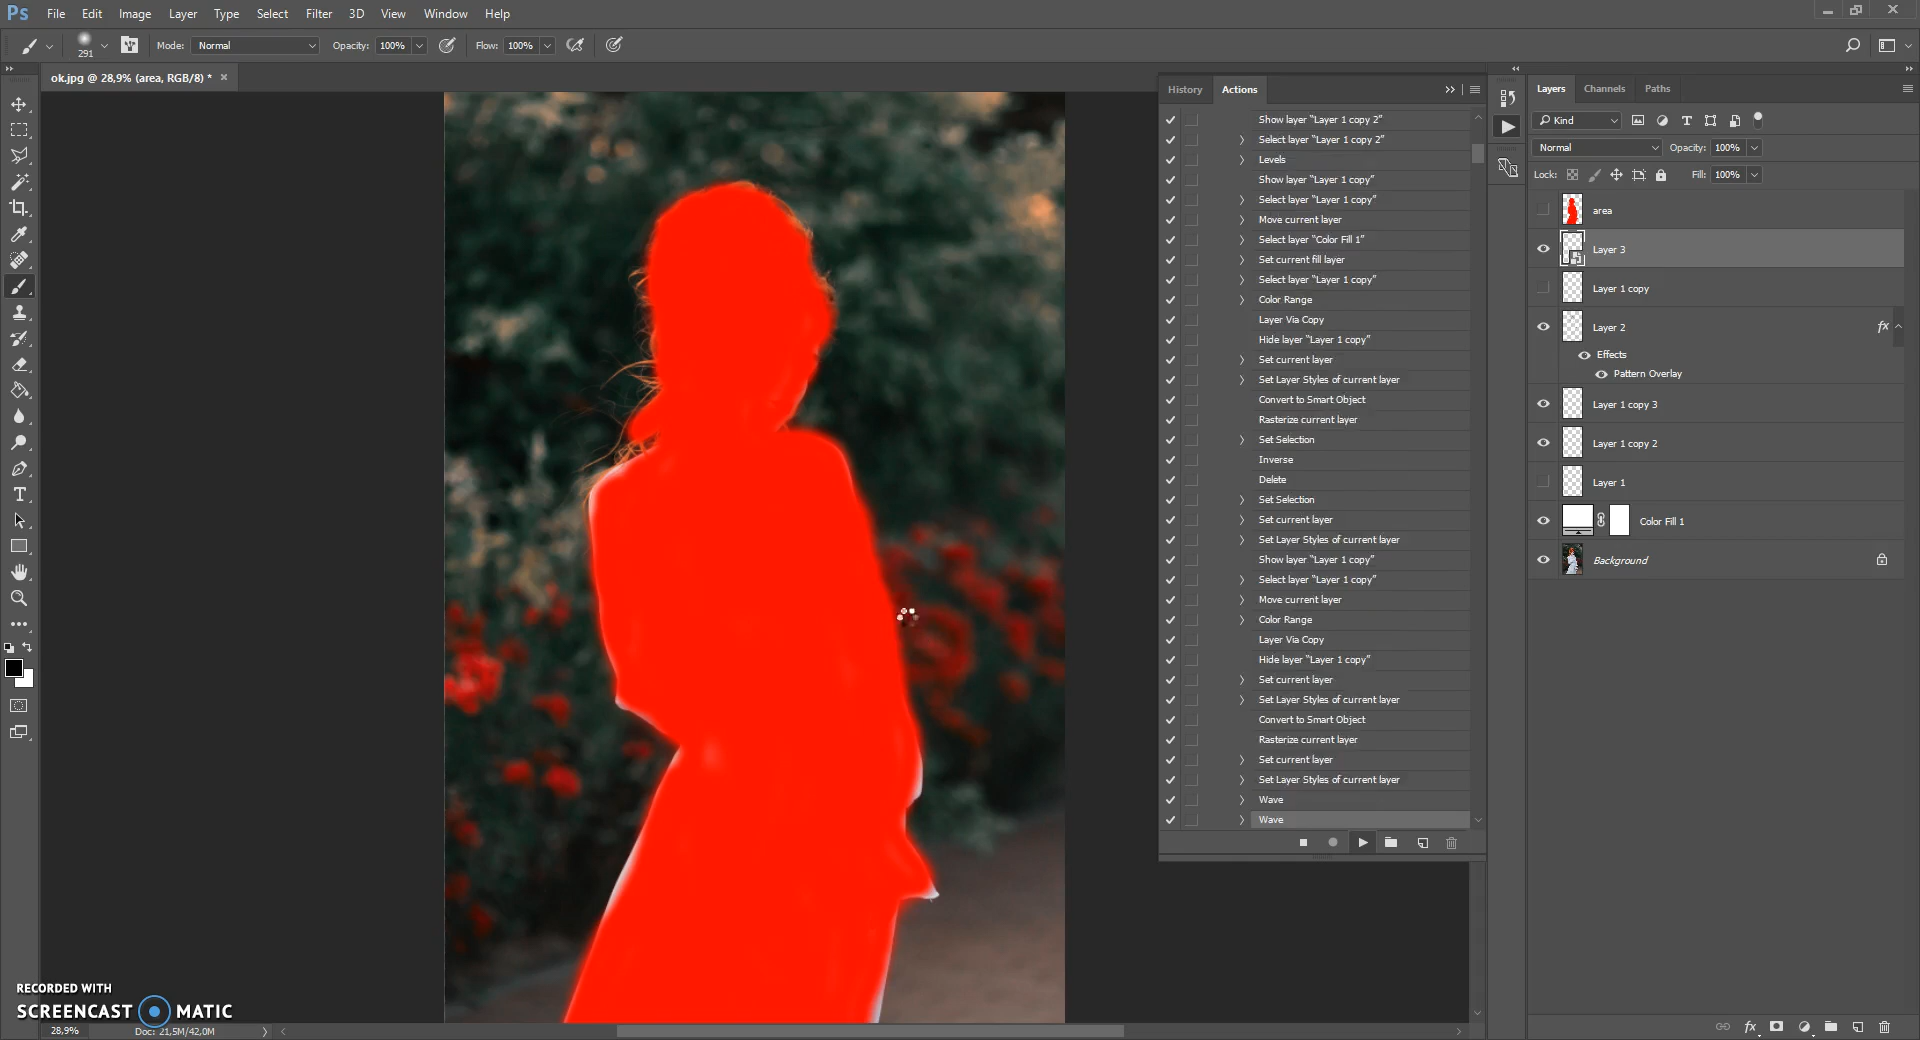 Ps File Edit Image Layer Type Select Filter 3D View Window Help
291 Mode: Normal Opacity: 100% Flow: 100%
ok.jpg @ 28,9% (area, RGB/8) *
History Actions
Show layer “Layer 1 copy 2”
Select layer “Layer 1 copy 2”
Levels
Show layer “Layer 1 copy”
Select layer “Layer 1 copy”
Move current layer
Select layer “Color Fill 1”
Set current fill layer
Select layer “Layer 1 copy”
Color Range
Layer Via Copy
Hide layer “Layer 1 copy”
Set current layer
Set Layer Styles of current layer
Convert to Smart Object
Rasterize current layer
Set Selection
Inverse
Delete
Set Selection
Set current layer
Set Layer Styles of current layer
Show layer “Layer 1 copy”
Select layer “Layer 1 copy”
Move current layer
Color Range
Layer Via Copy
Hide layer “Layer 1 copy”
Set current layer
Set Layer Styles of current layer
Convert to Smart Object
Rasterize current layer
Set current layer
Set Layer Styles of current layer
Wave
Wave
Layers Channels Paths
Kind
Normal Opacity: 100%
Lock: Fill: 100%
area
Layer 3
Layer 1 copy
Layer 2 fx
Effects
Pattern Overlay
Layer 1 copy 3
Layer 1 copy 2
Layer 1
Color Fill 1
Background
fx
RECORDED WITH
SCREENCAST MATIC
28,9% Doc: 21,5M/42,0M